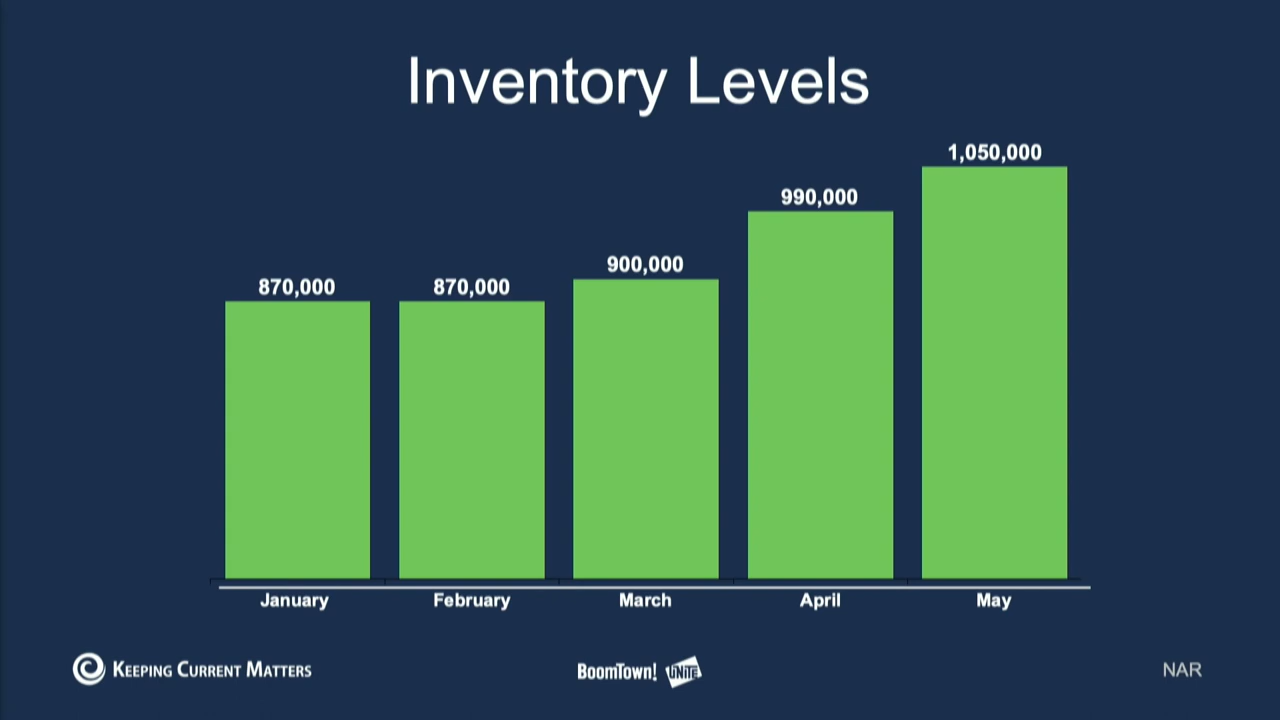 Inventory Levels
1,050,000
990,000
900,000
870,000 870,000
January February March April May
KEEPING CURRENT MATTERS BoomTown! UNITE NAR